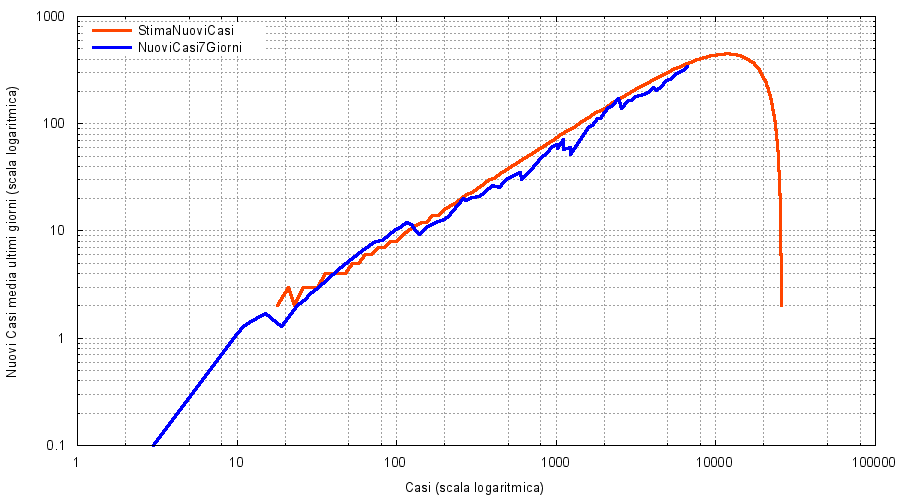 1000
StimaNuoviCasi
NuoviCasi7Giorni
100
10
1
0.1
Nuovi Casi media ultimi giorni (scala logaritmica)
1 10 100 1000 10000 100000
Casi (scala logaritmica)